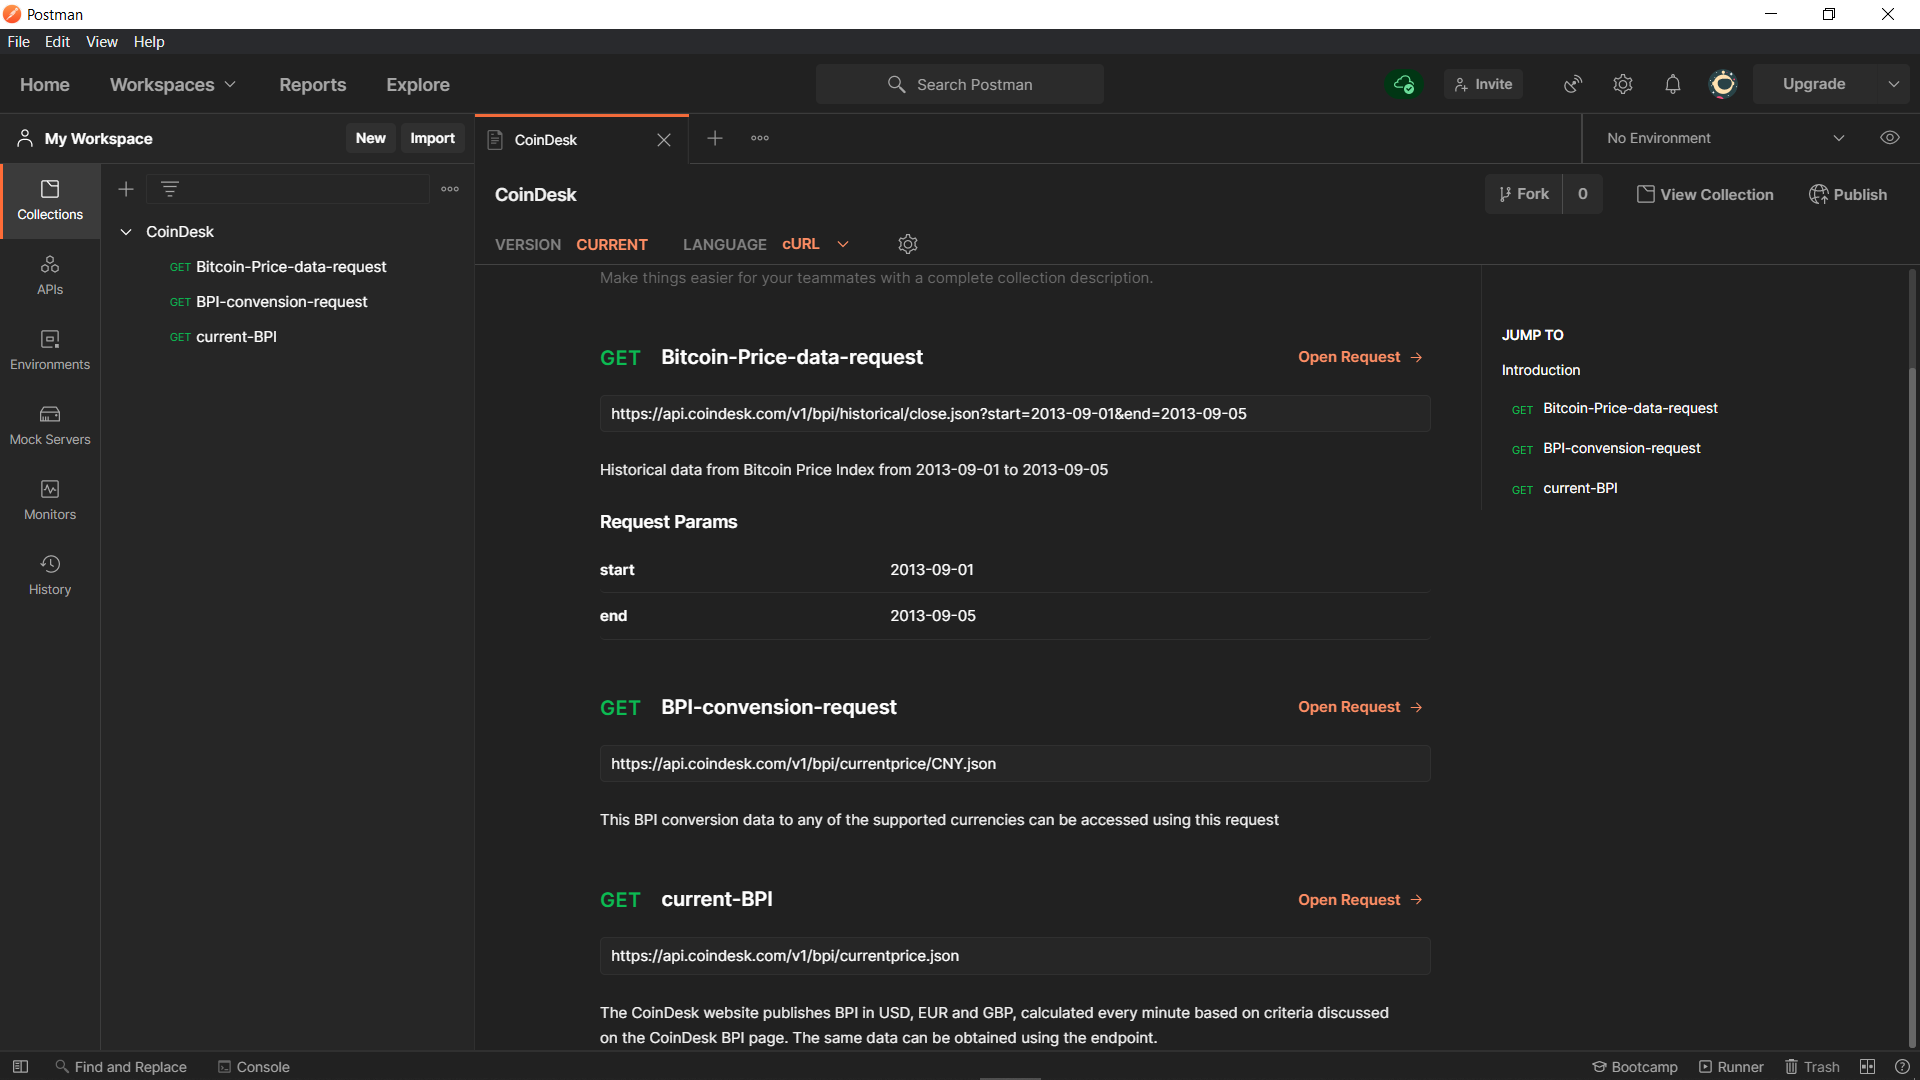 Postman
File Edit View Help
Home Workspaces Reports Explore Search Postman Invite Upgrade
My Workspace New Import CoinDesk No Environment
Collections
APIs
Environments
Mock Servers
Monitors
History
CoinDesk
GET Bitcoin-Price-data-request
GET BPI-convension-request
GET current-BPI
CoinDesk Fork 0 View Collection Publish
VERSION CURRENT LANGUAGE cURL
Make things easier for your teammates with a complete collection description.
GET Bitcoin-Price-data-request Open Request →
https://api.coindesk.com/v1/bpi/historical/close.json?start=2013-09-01&end=2013-09-05
Historical data from Bitcoin Price Index from 2013-09-01 to 2013-09-05
Request Params
start 2013-09-01
end 2013-09-05
GET BPI-convension-request Open Request →
https://api.coindesk.com/v1/bpi/currentprice/CNY.json
This BPI conversion data to any of the supported currencies can be accessed using this request
GET current-BPI Open Request →
https://api.coindesk.com/v1/bpi/currentprice.json
The CoinDesk website publishes BPI in USD, EUR and GBP, calculated every minute based on criteria discussed
on the CoinDesk BPI page. The same data can be obtained using the endpoint.
JUMP TO
Introduction
GET Bitcoin-Price-data-request
GET BPI-convension-request
GET current-BPI
Find and Replace Console Bootcamp Runner Trash